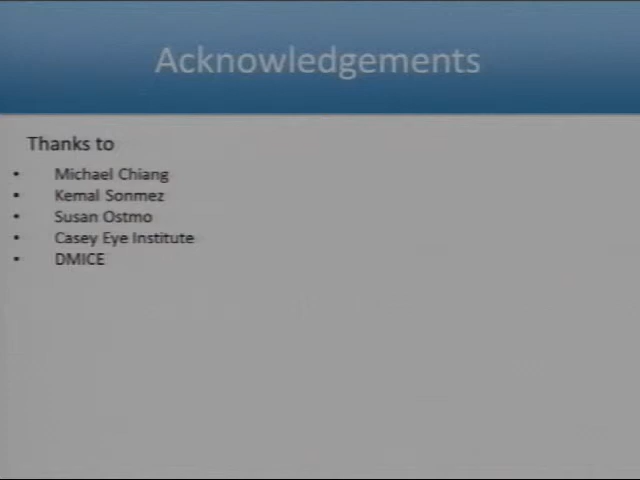 Acknowledgements
Thanks to
• Michael Chiang
• Kemal Sonmez
• Susan Ostmo
• Casey Eye Institute
• DMICE